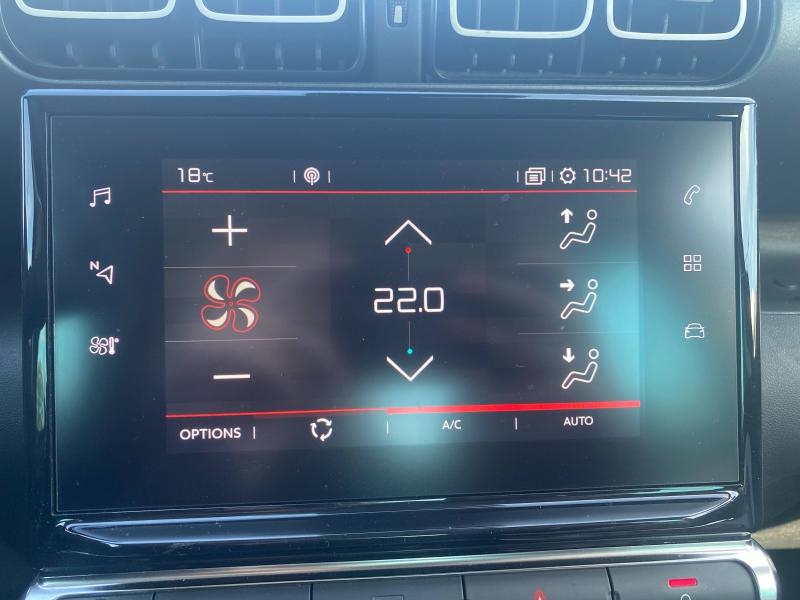 18°C 10:42
N
22.0
OPTIONS A/C AUTO